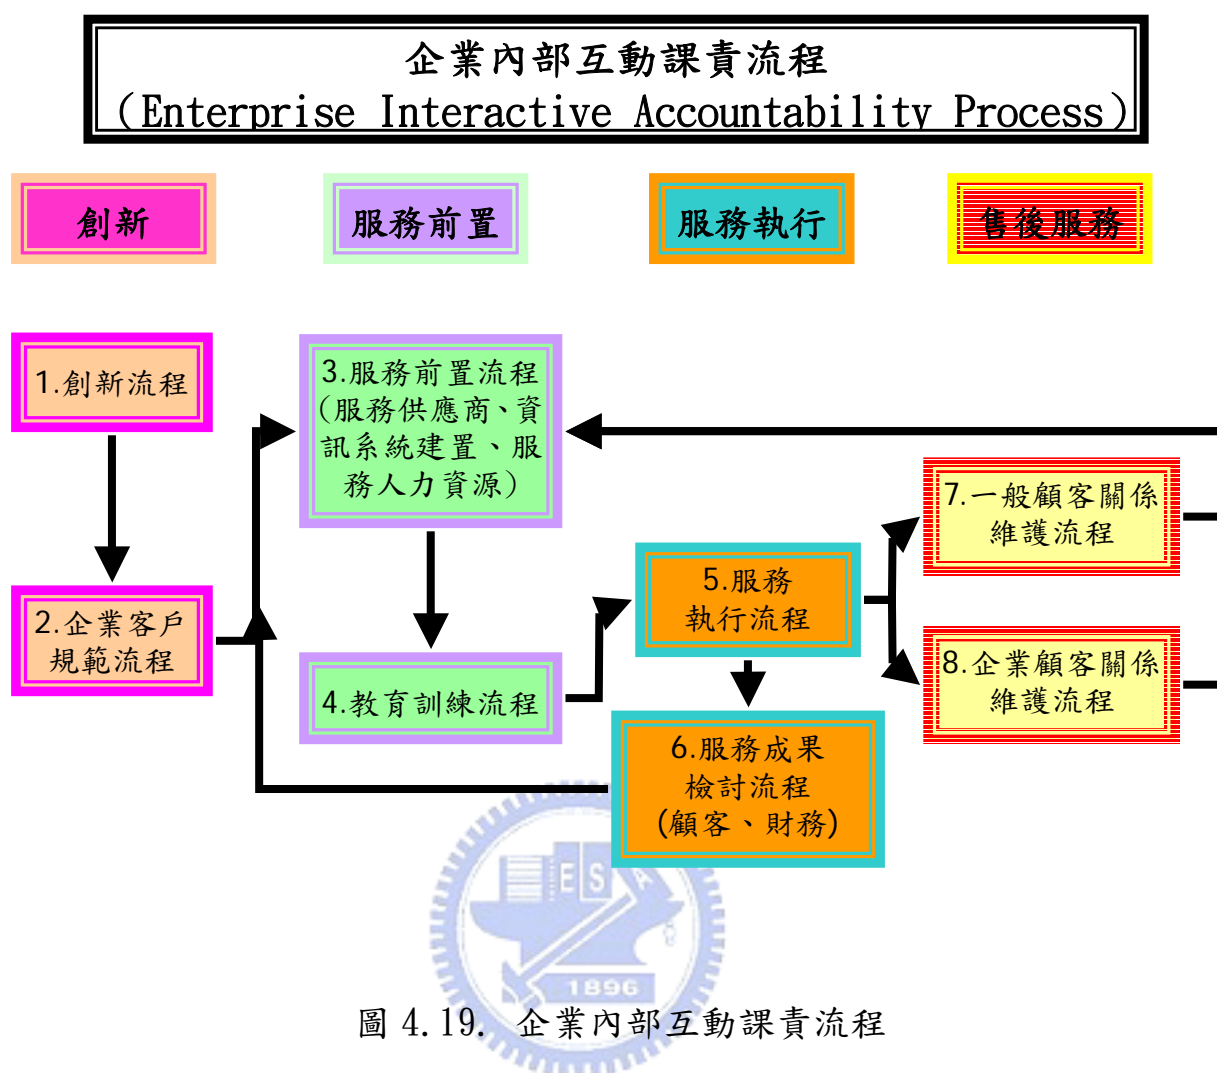 企業內部互動課責流程
（Enterprise Interactive Accountability Process）
創新
服務前置
服務執行
售後服務
1.創新流程
2.企業客戶
規範流程
3.服務前置流程
（服務供應商、資
訊系統建置、服
務人力資源）
4.教育訓練流程
5.服務
執行流程
6.服務成果
檢討流程
(顧客、財務)
7.一般顧客關係
維護流程
8.企業顧客關係
維護流程
ES
A
1896
圖 4.19. 企業內部互動課責流程